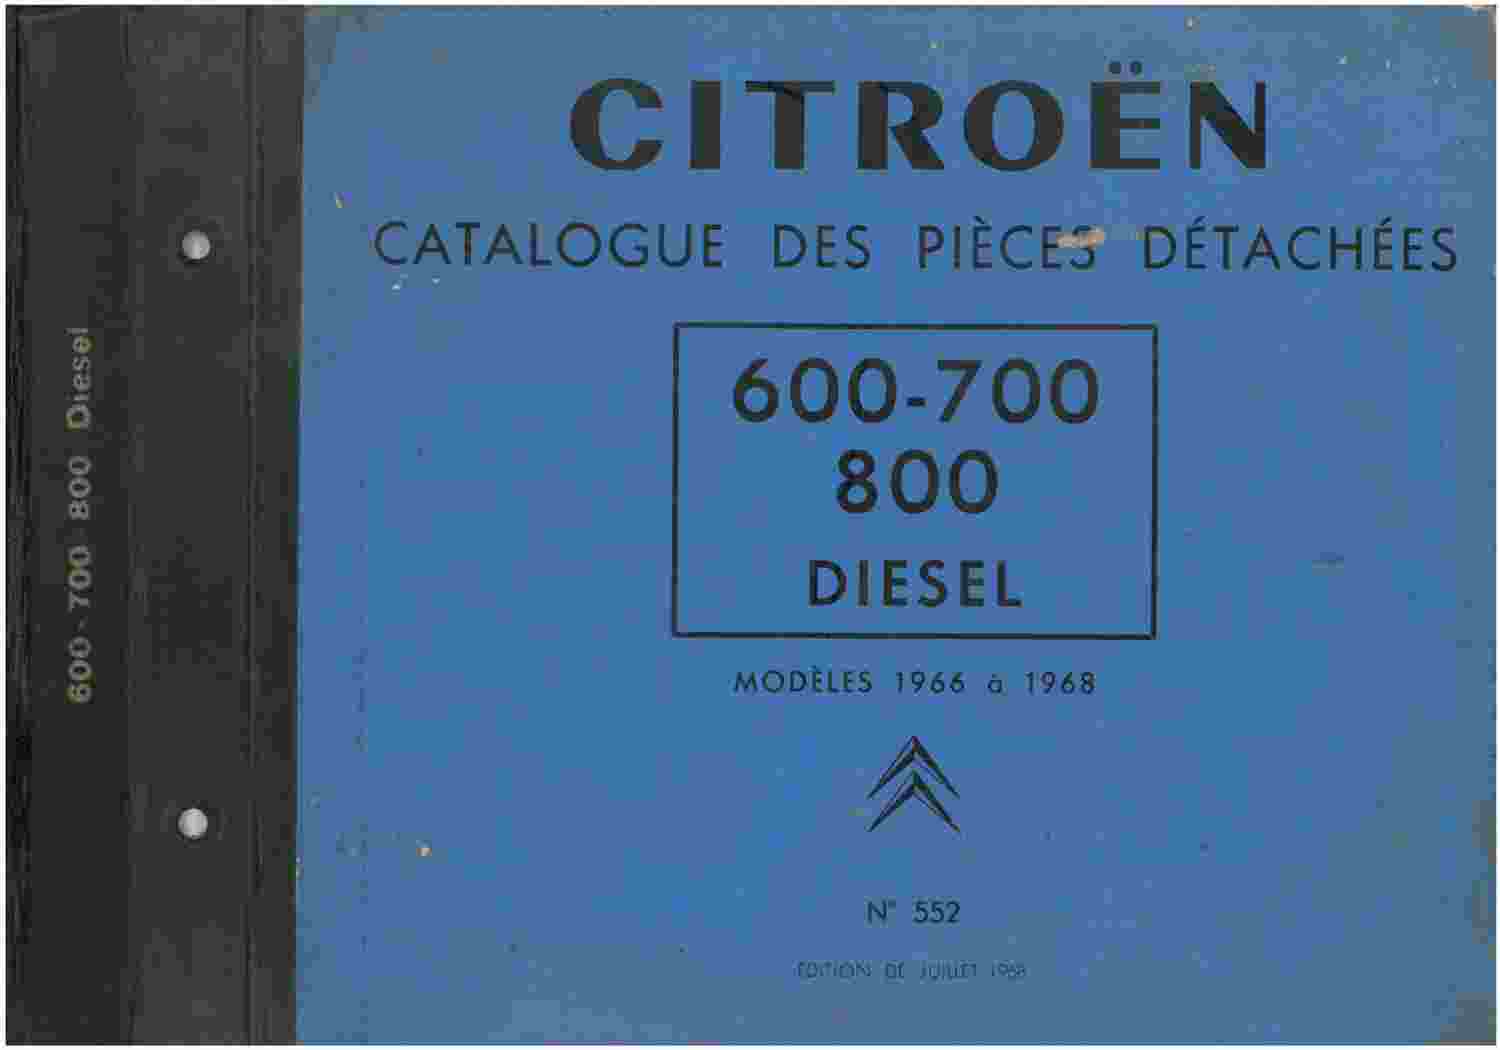 CITROËN
CATALOGUE DES PIÈCES DÉTACHÉES
600-700
800
DIESEL
MODÈLES 1966 à 1968
N° 552
EDITION DE JUILLET 1968
600-700 800 Diesel